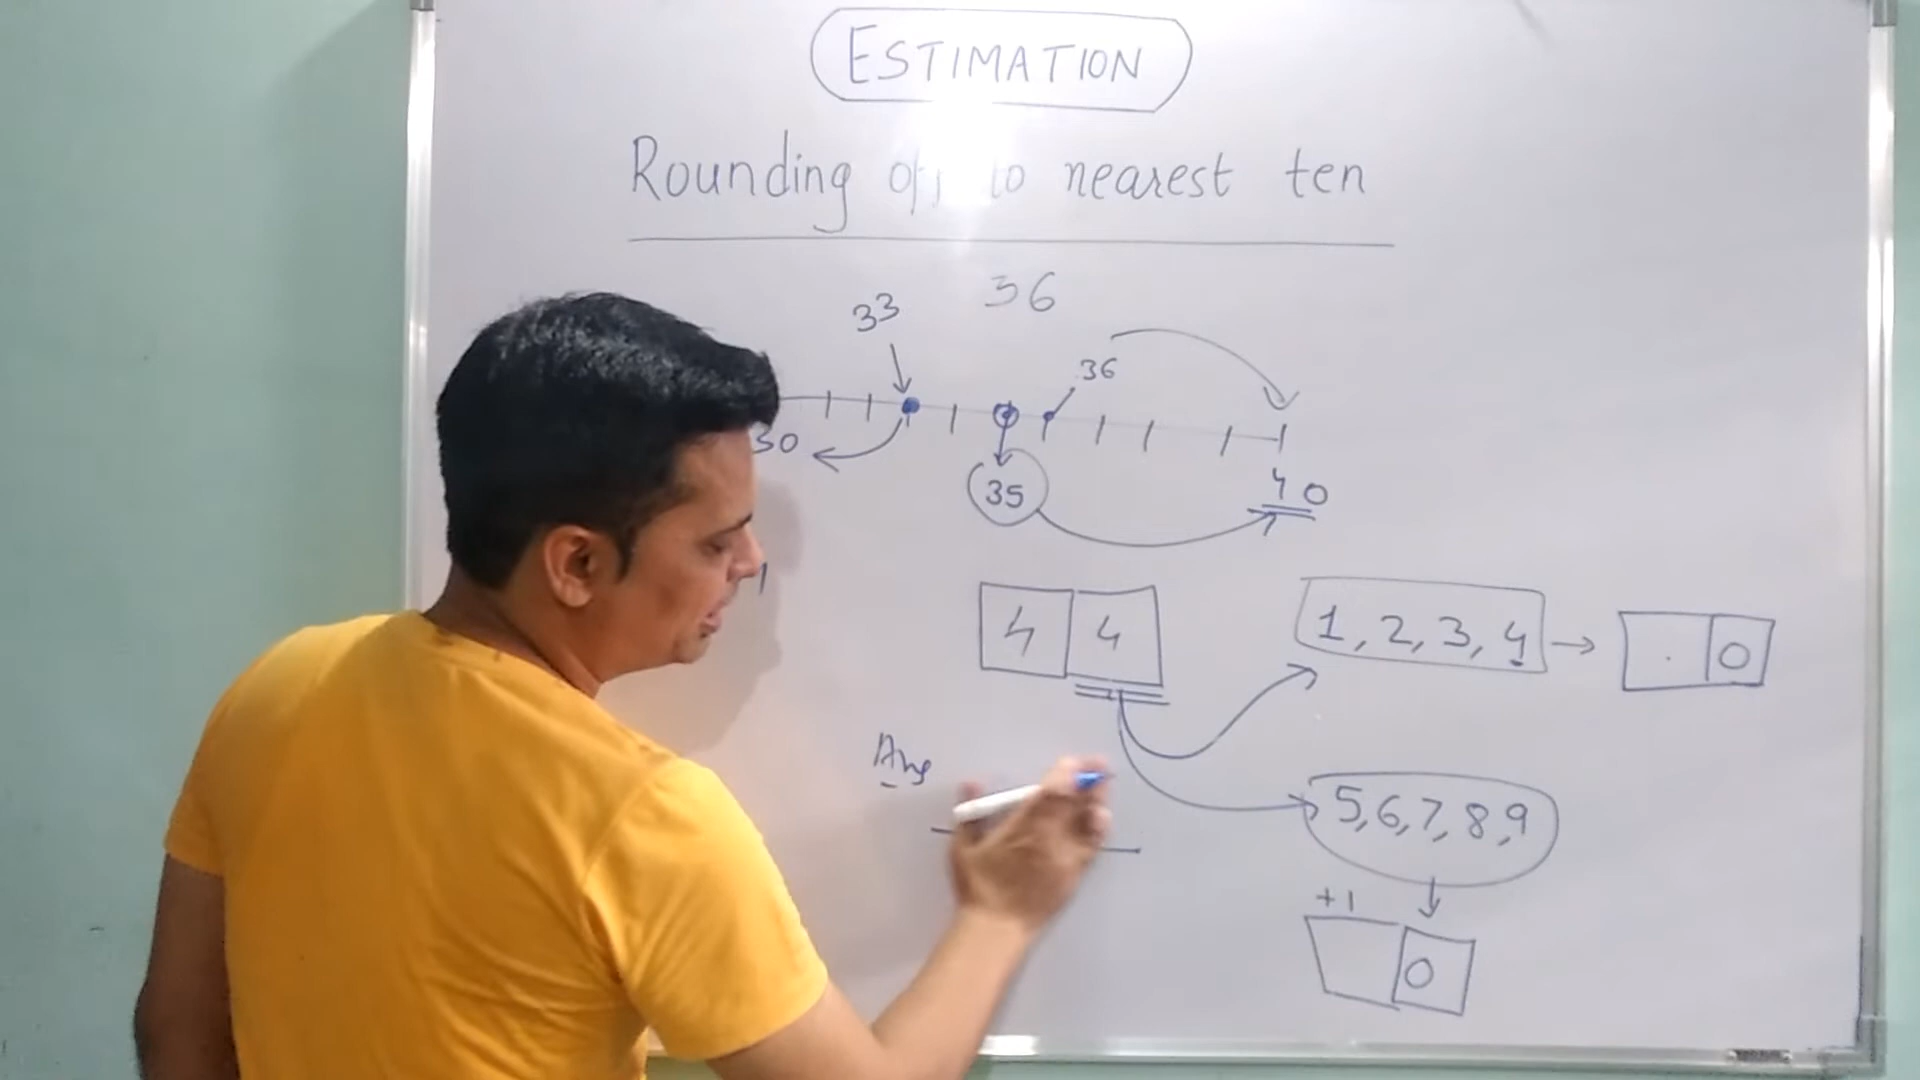 ESTIMATION
Rounding off to nearest ten
36
33
36
30
35
40
4 4
1, 2, 3, 4 → . 0
Ans
5, 6, 7, 8, 9
+1
0